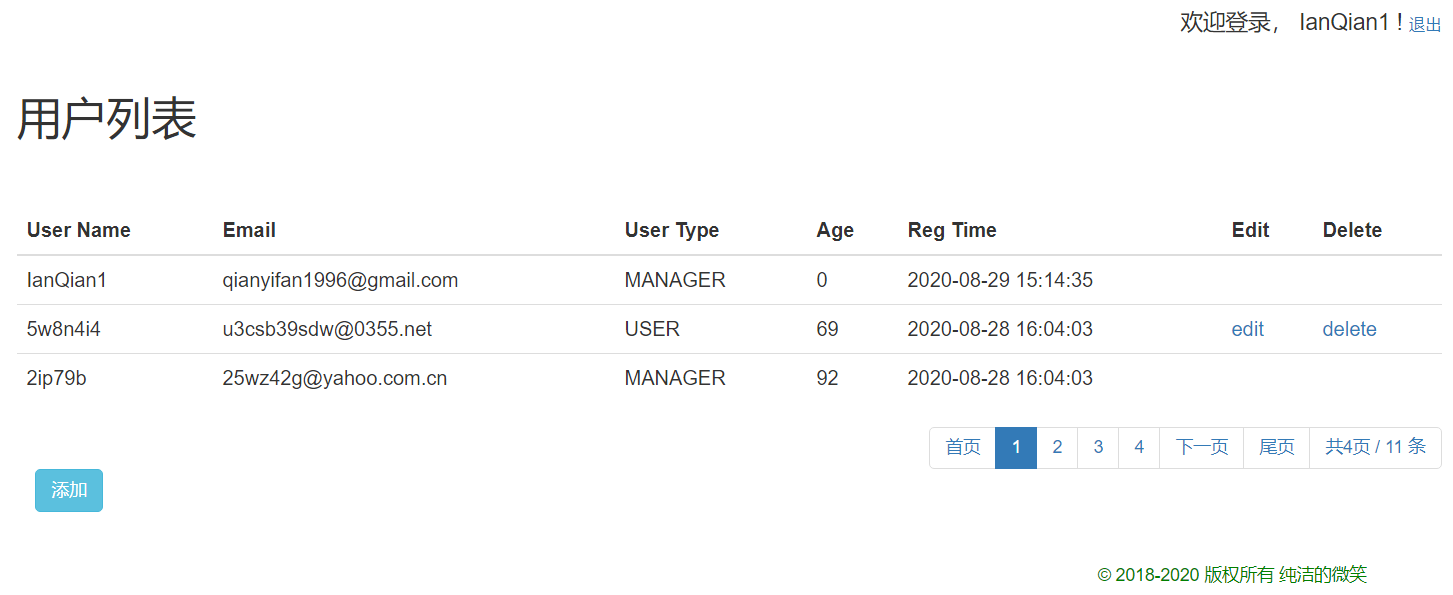 欢迎登录， IanQian1 ! 退出
用户列表
User Name Email User Type Age Reg Time Edit Delete
IanQian1 qianyifan1996@gmail.com MANAGER 0 2020-08-29 15:14:35
5w8n4i4 u3csb39sdw@0355.net USER 69 2020-08-28 16:04:03 edit delete
2ip79b 25wz42g@yahoo.com.cn MANAGER 92 2020-08-28 16:04:03
首页 1 2 3 4 下一页 尾页 共4页 / 11 条
添加
© 2018-2020 版权所有 纯洁的微笑